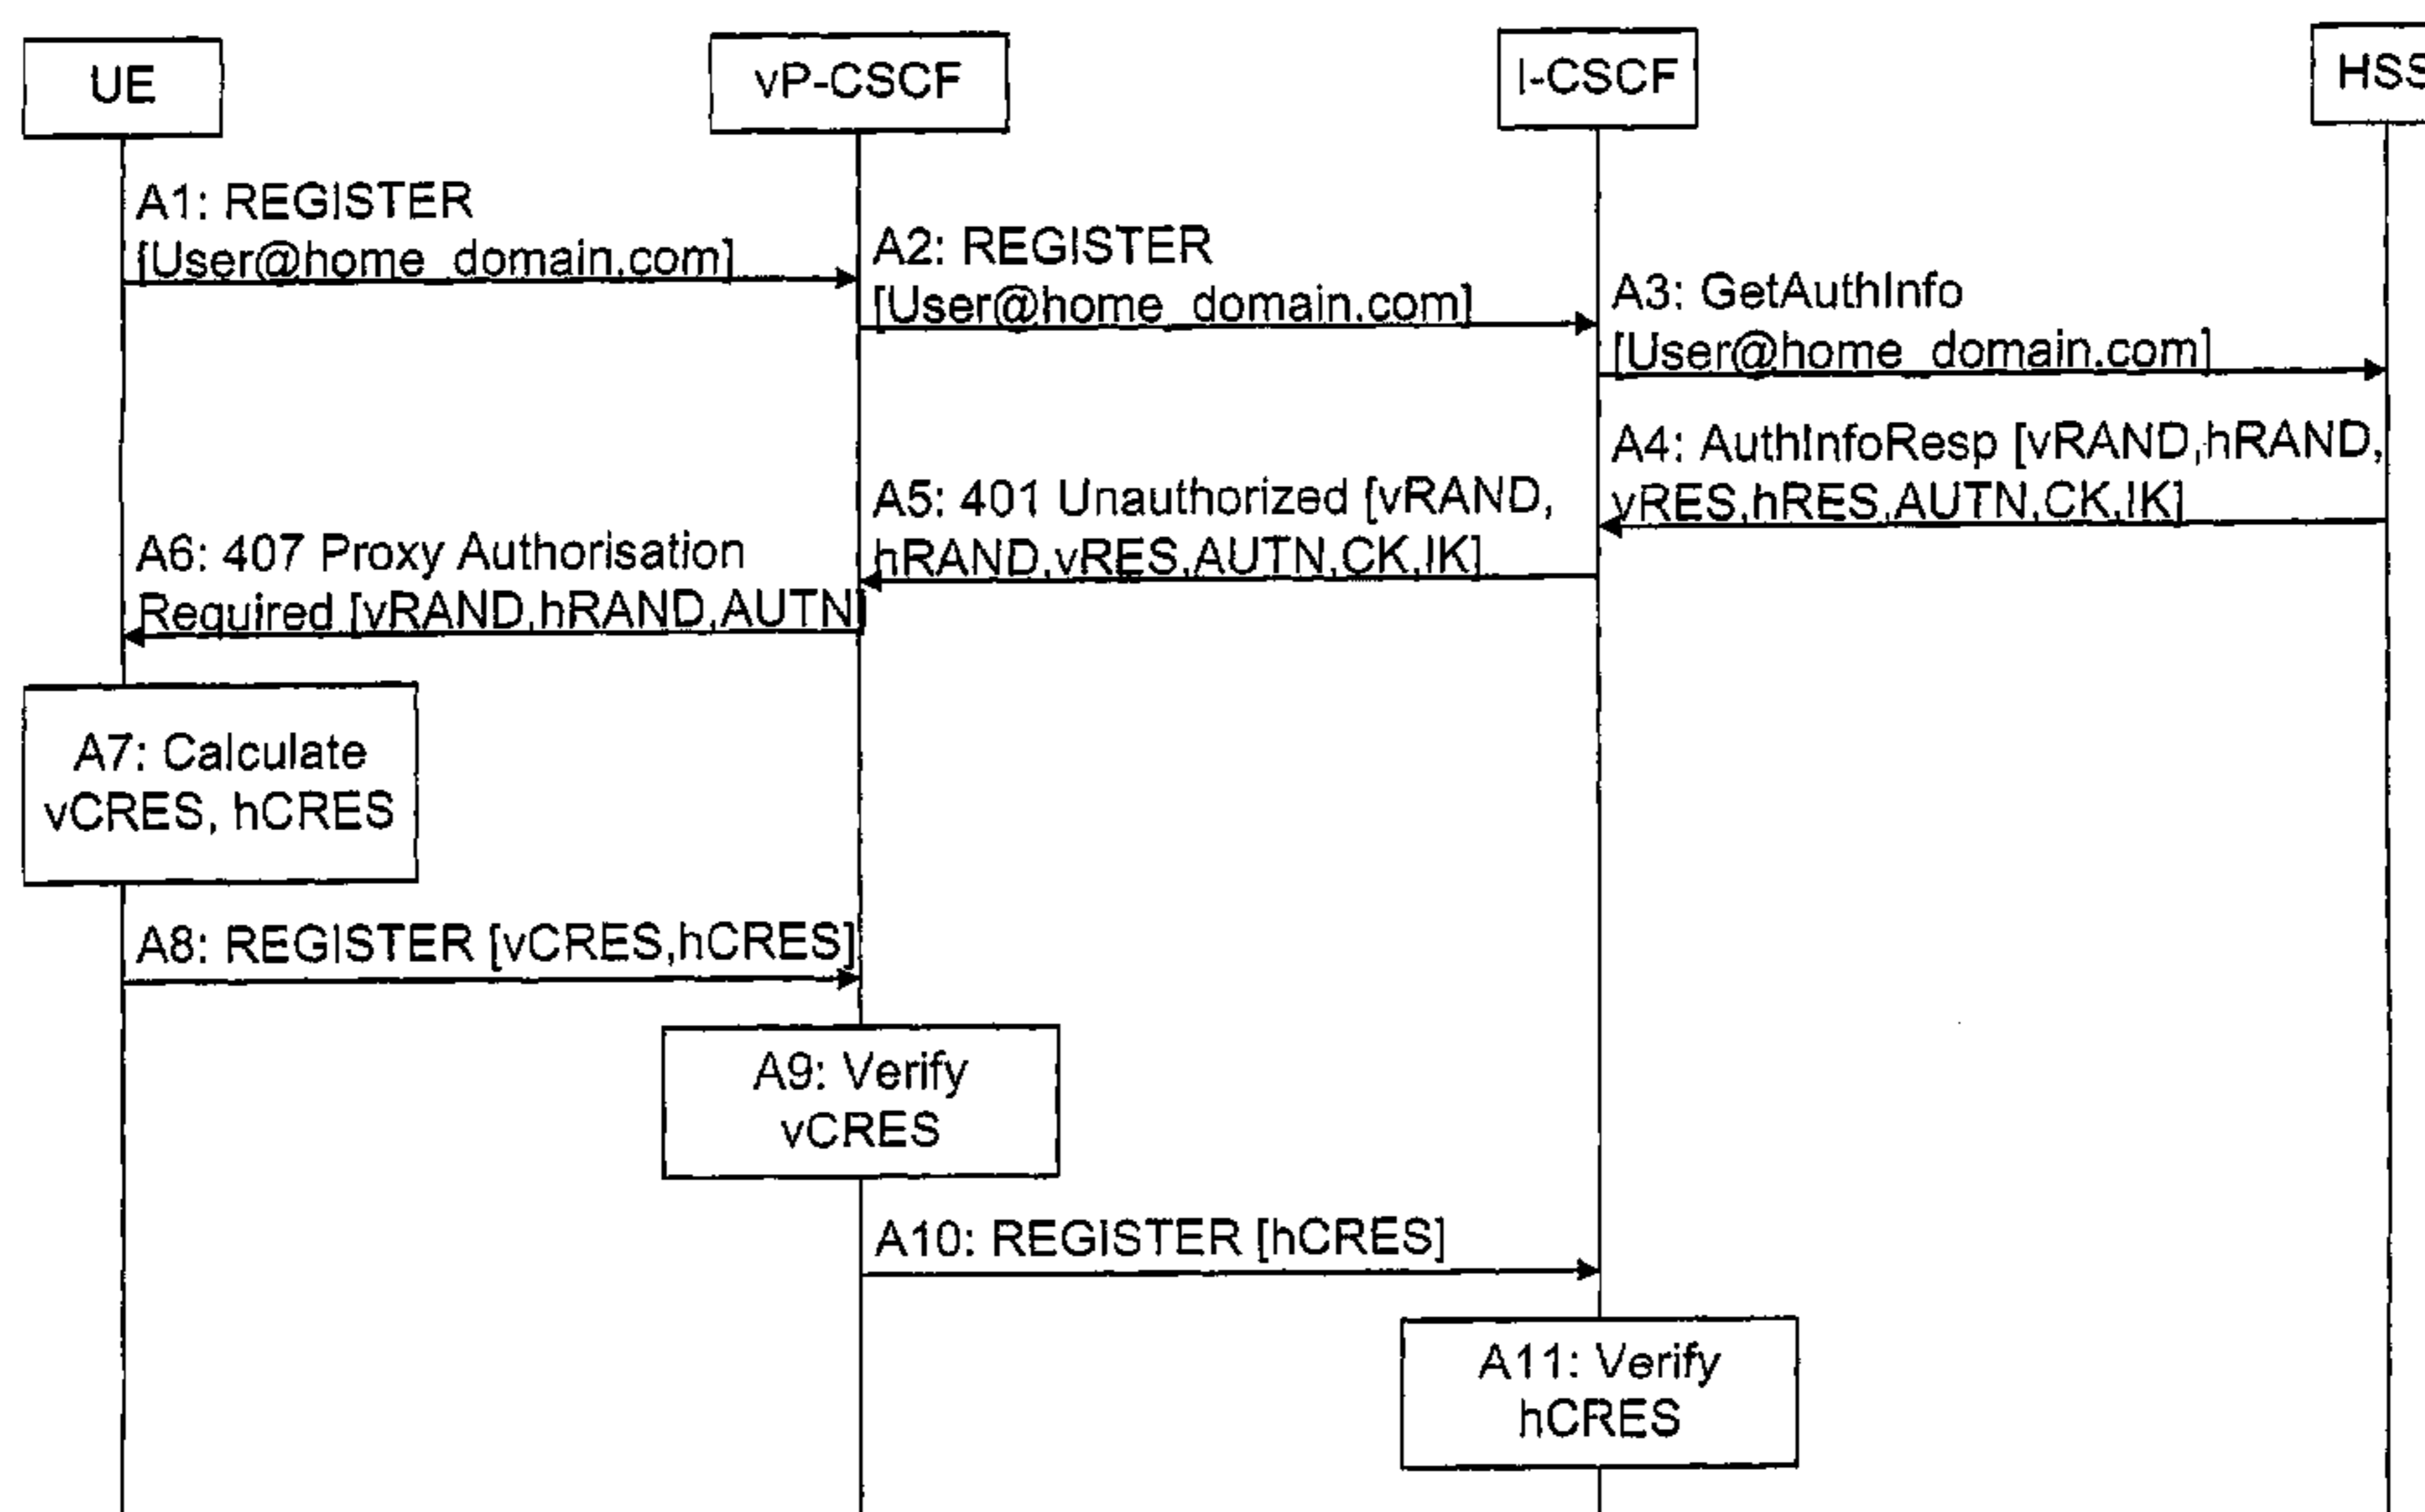 UE
vP-CSCF
I-CSCF
HSS
A1: REGISTER
[User@home_domain.com]
A2: REGISTER
[User@home_domain.com]
A3: GetAuthInfo
[User@home_domain.com]
A4: AuthInfoResp [vRAND,hRAND,
vRES,hRES,AUTN,CK,IK]
A5: 401 Unauthorized [vRAND,
hRAND,vRES,AUTN,CK,IK]
A6: 407 Proxy Authorisation
Required [vRAND,hRAND,AUTN]
A7: Calculate
vCRES, hCRES
A8: REGISTER [vCRES,hCRES]
A9: Verify
vCRES
A10: REGISTER [hCRES]
A11: Verify
hCRES